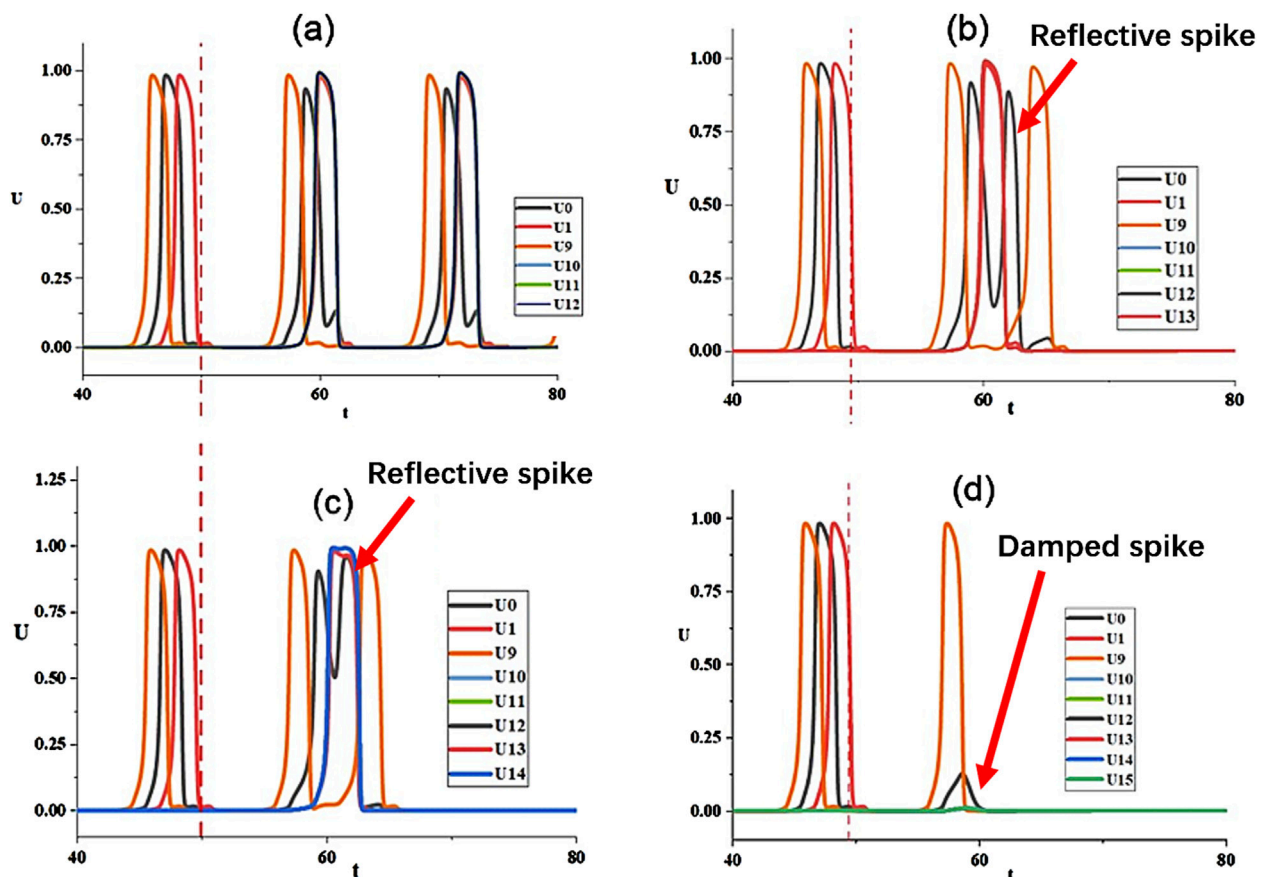 (a)
1.00
0.75
U
0.50
0.25
0.00
40
60
80
t
U0
U1
U9
U10
U11
U12
(b)
Reflective spike
1.00
0.75
U
0.50
0.25
0.00
40
60
80
t
U0
U1
U9
U10
U11
U12
U13
(c)
Reflective spike
1.25
1.00
0.75
U
0.50
0.25
0.00
40
60
80
t
U0
U1
U9
U10
U11
U12
U13
U14
(d)
Damped spike
1.00
0.75
U
0.50
0.25
0.00
40
60
80
t
U0
U1
U9
U10
U11
U12
U13
U14
U15